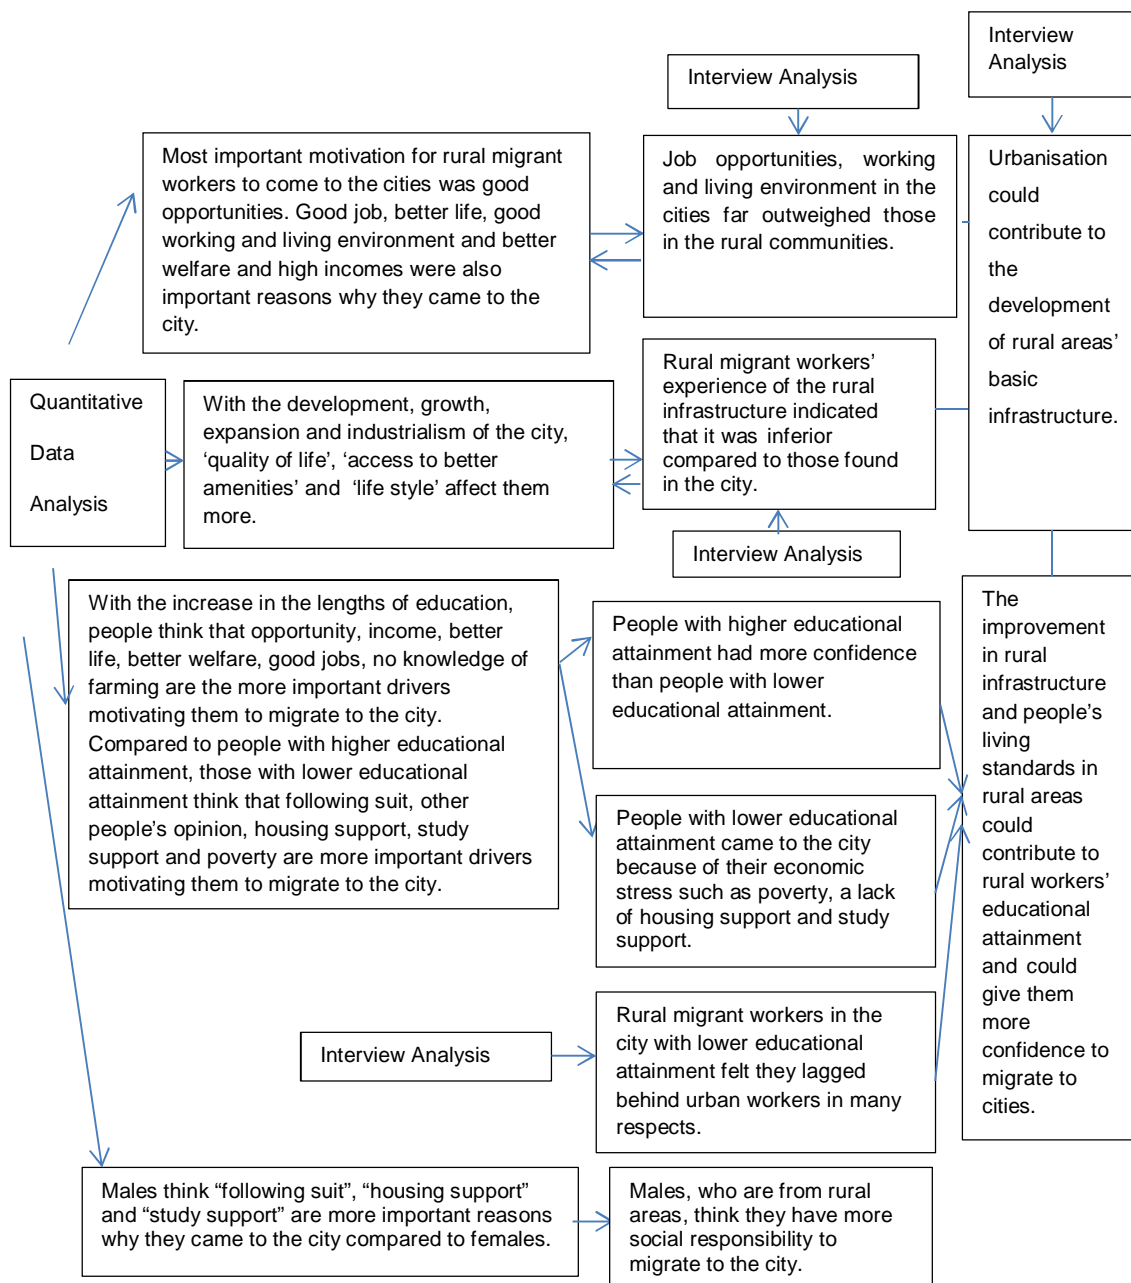 Interview
Analysis
Interview Analysis
Most important motivation for rural migrant
workers to come to the cities was good
opportunities. Good job, better life, good
working and living environment and better
welfare and high incomes were also
important reasons why they came to the
city.
Job opportunities, working
and living environment in the
cities far outweighed those
in the rural communities.
Urbanisation
could
contribute to
the
development
of rural areas’
basic
infrastructure.
Quantitative
Data
Analysis
With the development, growth,
expansion and industrialism of the city,
‘quality of life’, ‘access to better
amenities’ and ‘life style’ affect them
more.
Rural migrant workers’
experience of the rural
infrastructure indicated
that it was inferior
compared to those found
in the city.
Interview Analysis
With the increase in the lengths of education,
people think that opportunity, income, better
life, better welfare, good jobs, no knowledge of
farming are the more important drivers
motivating them to migrate to the city.
Compared to people with higher educational
attainment, those with lower educational
attainment think that following suit, other
people’s opinion, housing support, study
support and poverty are more important drivers
motivating them to migrate to the city.
People with higher educational
attainment had more confidence
than people with lower
educational attainment.
People with lower educational
attainment came to the city
because of their economic
stress such as poverty, a lack
of housing support and study
support.
The
improvement
in rural
infrastructure
and people’s
living
standards in
rural areas
could
contribute to
rural workers’
educational
attainment
and could
give them
more
confidence to
migrate to
cities.
Interview Analysis
Rural migrant workers in the
city with lower educational
attainment felt they lagged
behind urban workers in many
respects.
Males think “following suit”, “housing support”
and “study support” are more important reasons
why they came to the city compared to females.
Males, who are from rural
areas, think they have more
social responsibility to
migrate to the city.